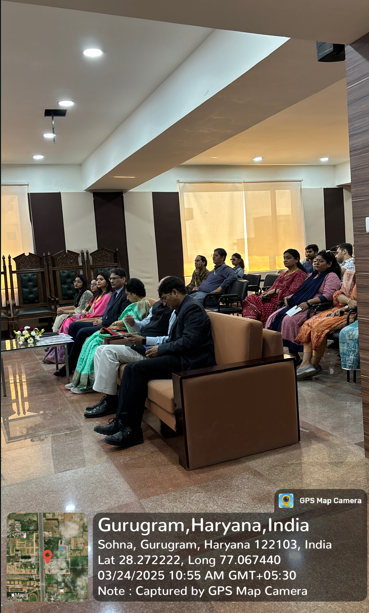 GPS Map Camera
Gurugram,Haryana,India
Sohna, Gurugram, Haryana 122103, India
Lat 28.272222, Long 77.067440
03/24/2025 10:55 AM GMT+05:30
Note : Captured by GPS Map Camera